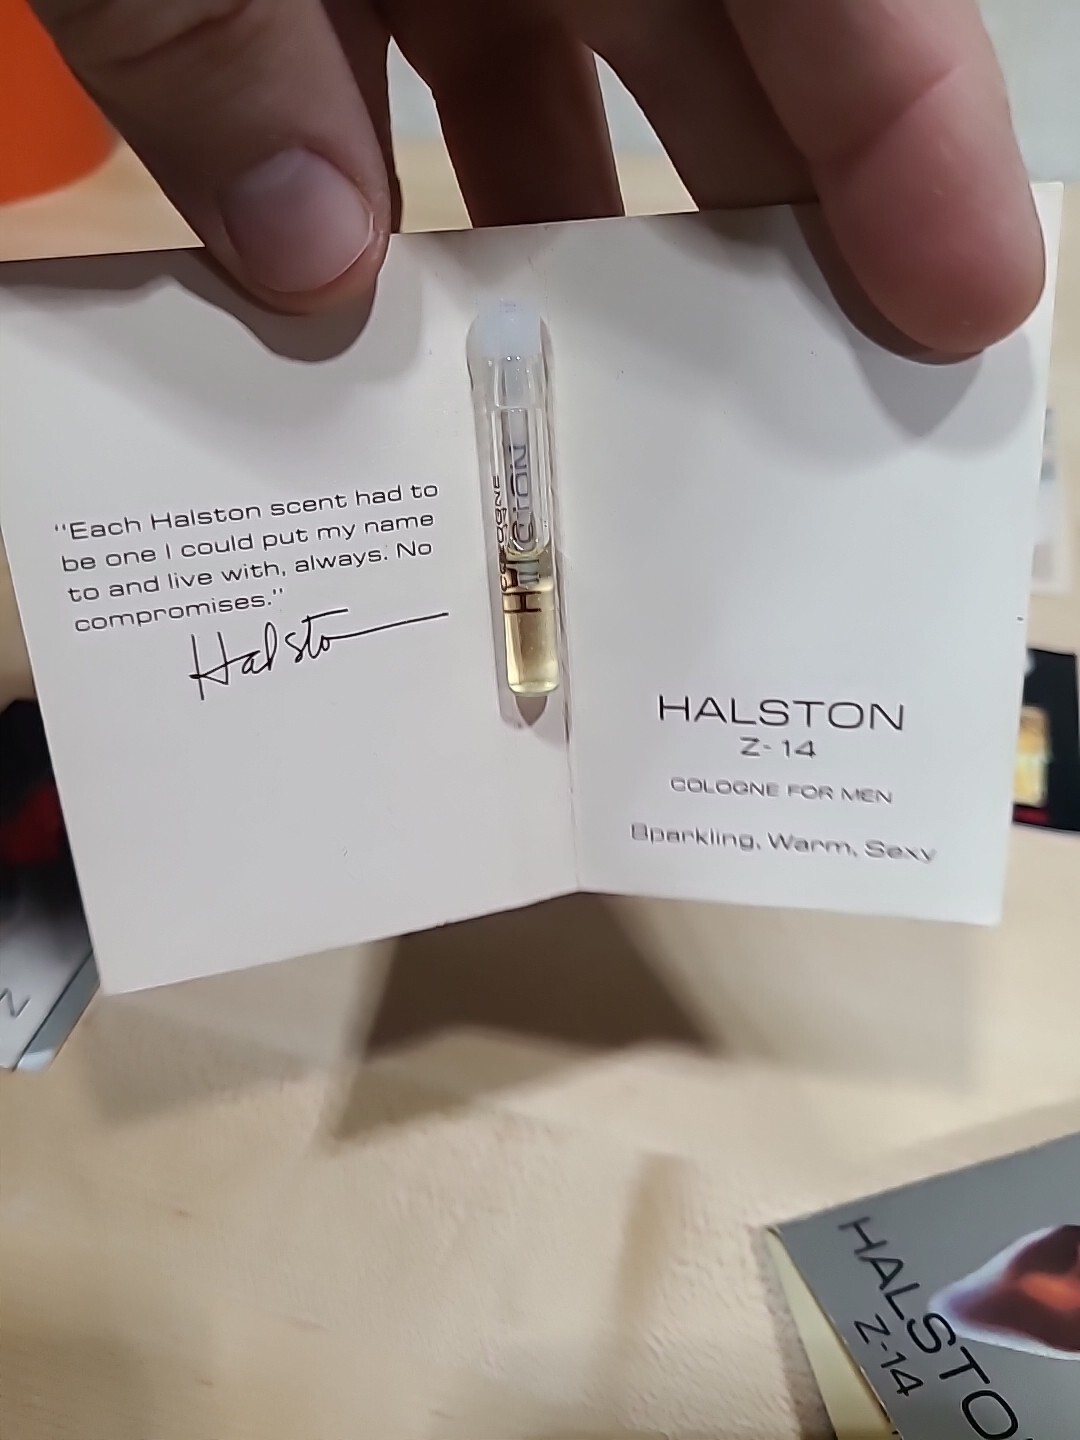 "Each Halston scent had to
be one I could put my name
to and live with, always. No
compromises."
Halston
COLOGNE
HALSTON
HALSTON
Z-14
COLOGNE FOR MEN
Sparkling, Warm, Sexy
N
HALSTO
Z-14